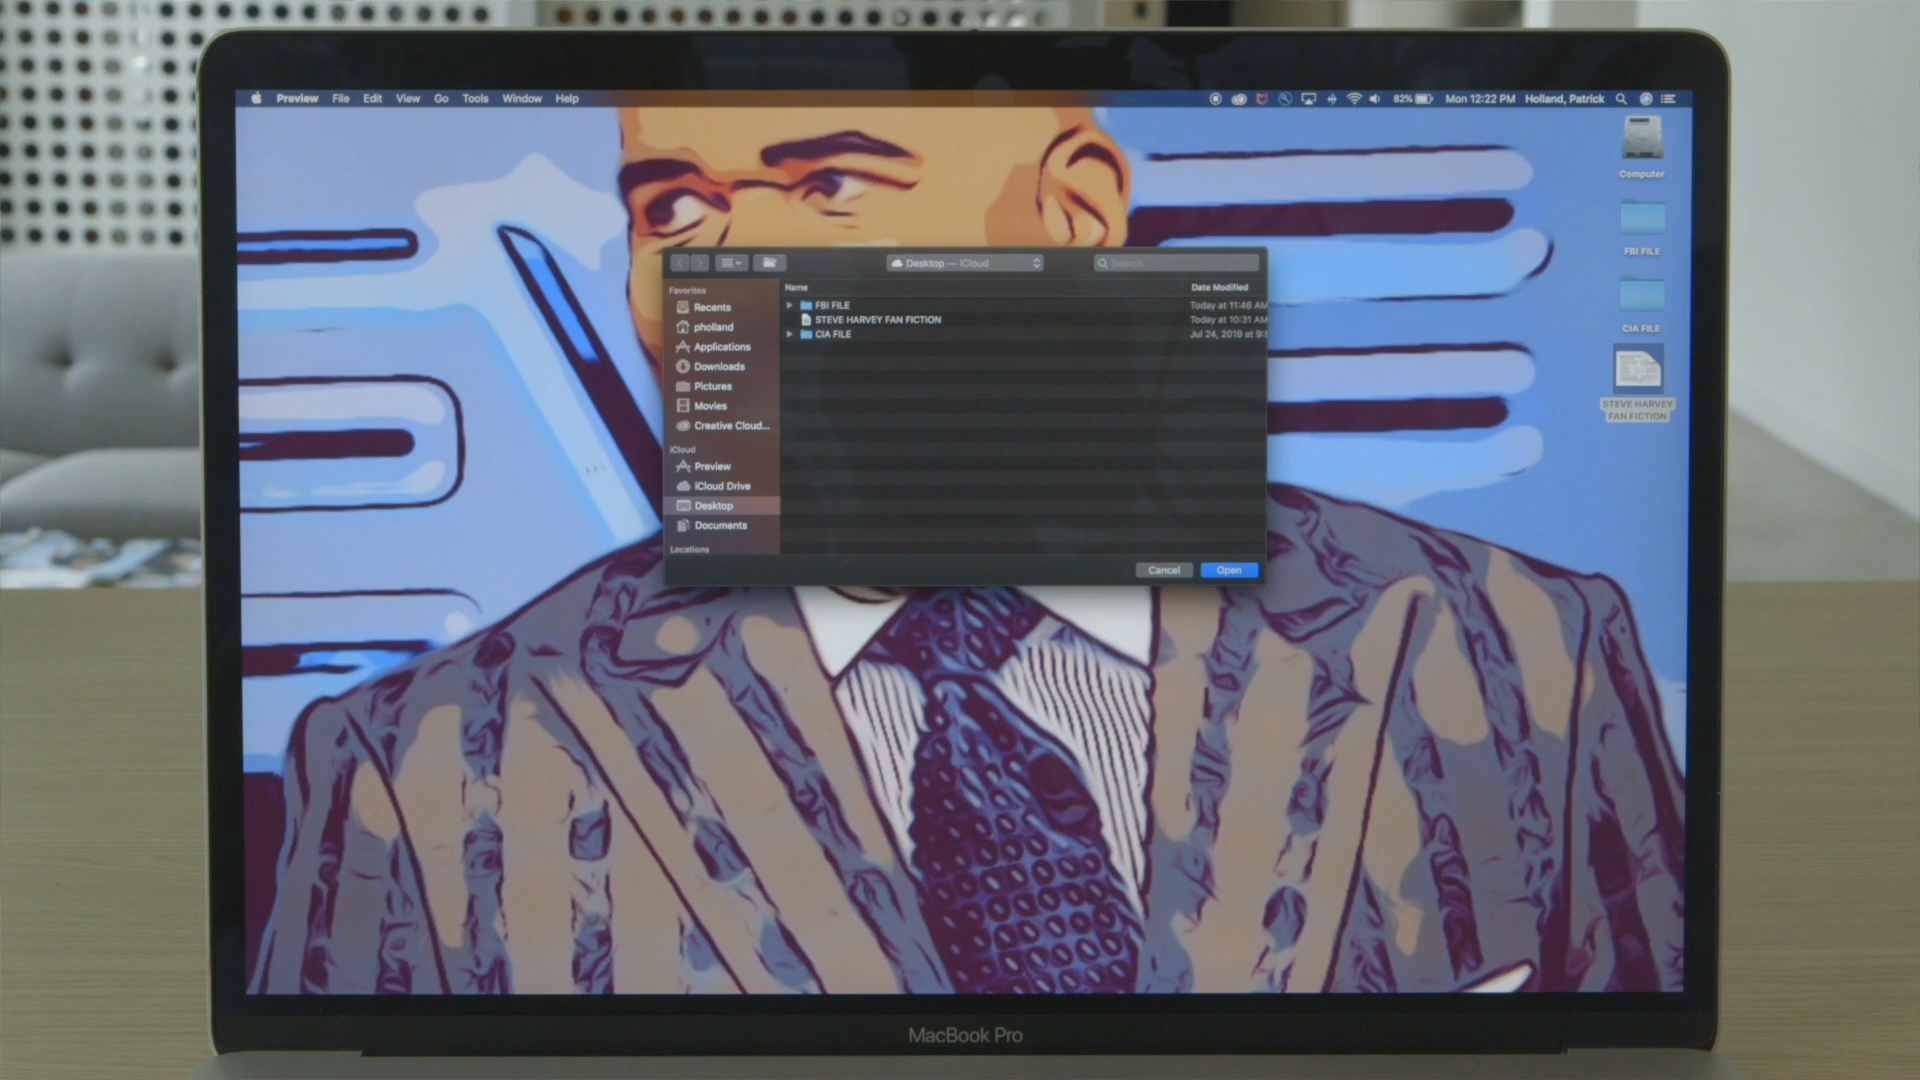 Preview File Edit View Go Tools Window Help
82% Mon 12:22 PM Holland, Patrick
Computer
FBI FILE
CIA FILE
STEVE HARVEY
FAN FICTION
Desktop — iCloud
Search
Favorites
Recents
pholland
Applications
Downloads
Pictures
Movies
Creative Cloud...
iCloud
Preview
iCloud Drive
Desktop
Documents
Locations
Name Date Modified
FBI FILE Today at 11:46 AM
STEVE HARVEY FAN FICTION Today at 10:31 AM
CIA FILE Jul 24, 2019 at 9:5
Cancel Open
MacBook Pro